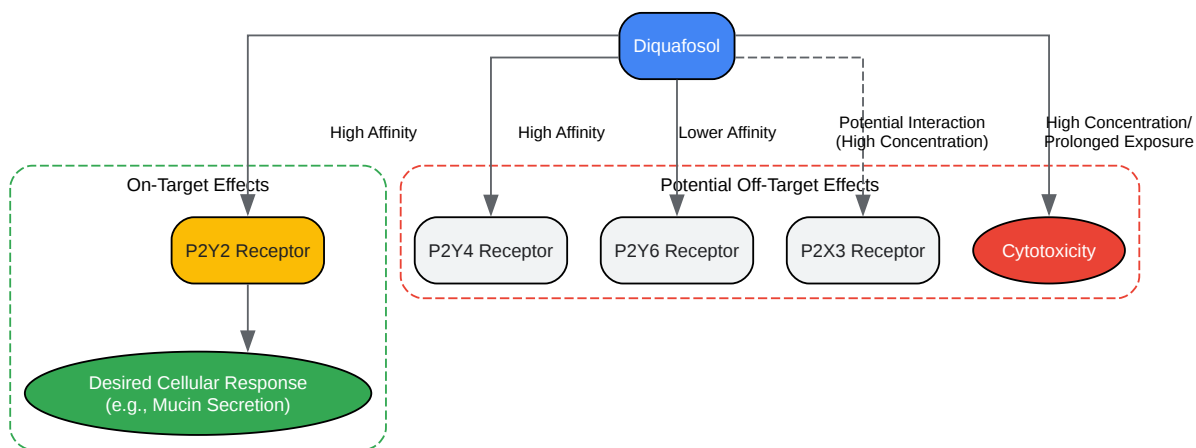 Diquafosol
High Affinity
High Affinity
Lower Affinity
Potential Interaction
(High Concentration)
High Concentration/
Prolonged Exposure
On-Target Effects
Potential Off-Target Effects
P2Y2 Receptor
P2Y4 Receptor
P2Y6 Receptor
P2X3 Receptor
Cytotoxicity
Desired Cellular Response
(e.g., Mucin Secretion)